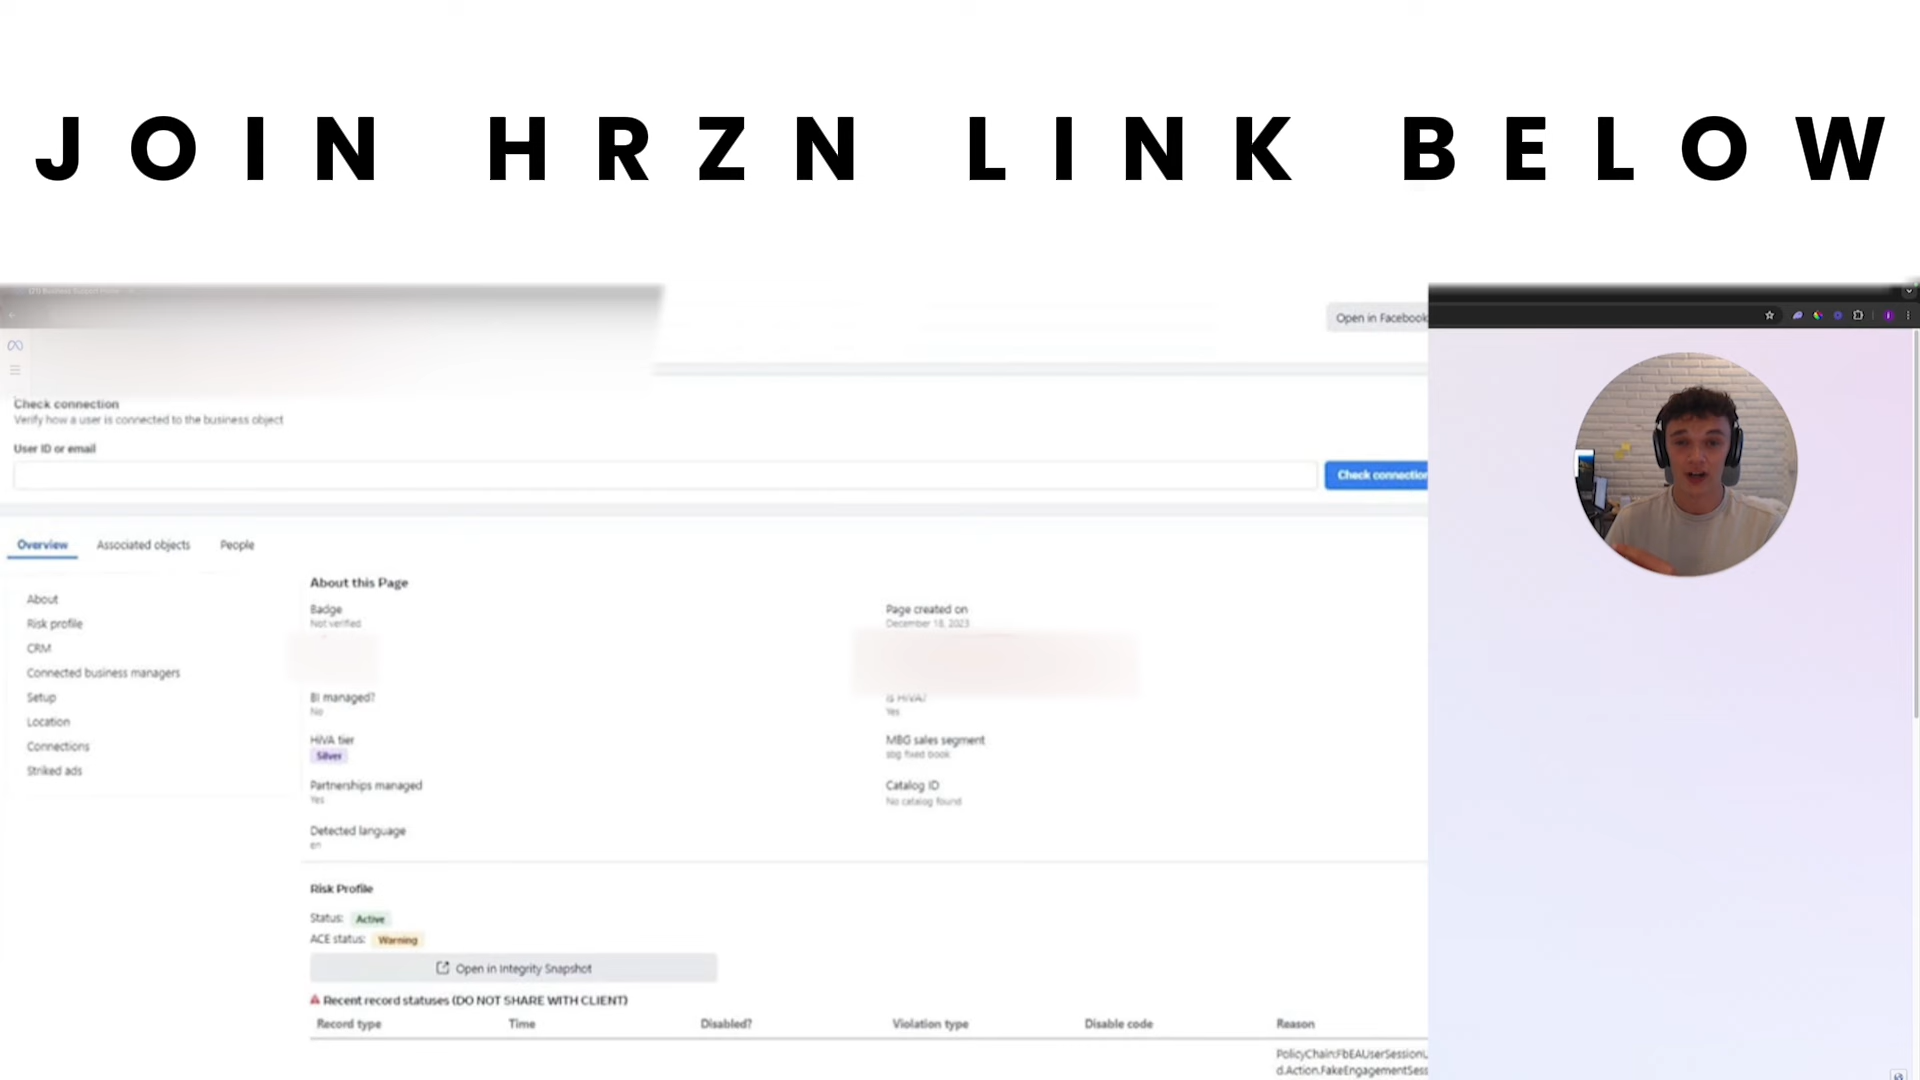 JOIN HRZN LINK BELOW
Open in Facebook
Check connection
Verify how a user is connected to the business object
User ID or email
Check connection
Overview
Associated objects
People
About
Risk profile
CRM
Connected business managers
Setup
Location
Connections
Striked ads
About this Page
Badge
Not verified
Page created on
December 18, 2023
BI managed?
No
Is HiVA?
Yes
HiVA tier
Silver
MBG sales segment
sbg fixed book
Partnerships managed
Yes
Catalog ID
No catalog found
Detected language
en
Risk Profile
Status: Active
ACE status: Warning
Open in Integrity Snapshot
Recent record statuses (DO NOT SHARE WITH CLIENT)
Record type Time Disabled? Violation type Disable code Reason
PolicyChain:FbEAUserSessionU
d.Action.FakeEngagementSess